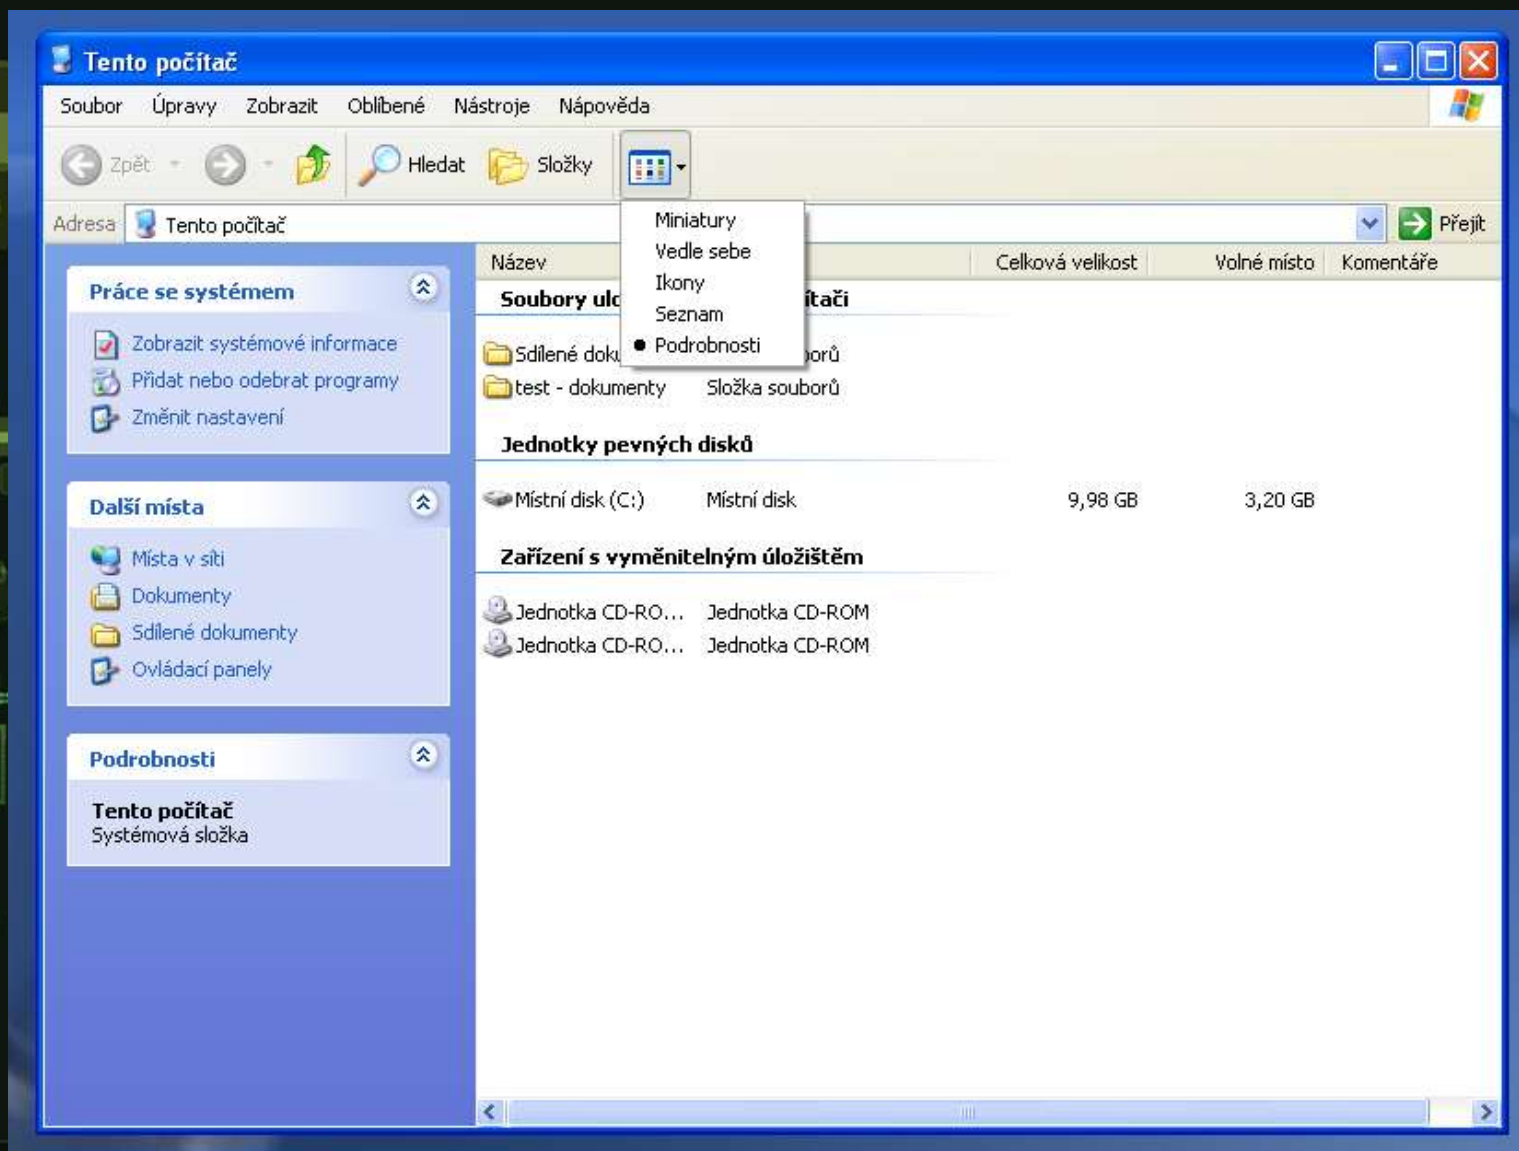 Tento počítač
Soubor Úpravy Zobrazit Oblíbené Nástroje Nápověda
Zpět Hledat Složky
Adresa Tento počítač Přejít
Miniatury
Vedle sebe
Ikony
Seznam
Podrobnosti
Práce se systémem
Zobrazit systémové informace
Přidat nebo odebrat programy
Změnit nastavení
Další místa
Místa v síti
Dokumenty
Sdílené dokumenty
Ovládací panely
Podrobnosti
Tento počítač
Systémová složka
Název Celková velikost Volné místo Komentáře
Soubory
Sdílené
test - dokumenty Složka souborů
Jednotky pevných disků
Místní disk (C:) Místní disk 9,98 GB 3,20 GB
Zařízení s vyměnitelným úložištěm
Jednotka CD-RO... Jednotka CD-ROM
Jednotka CD-RO... Jednotka CD-ROM